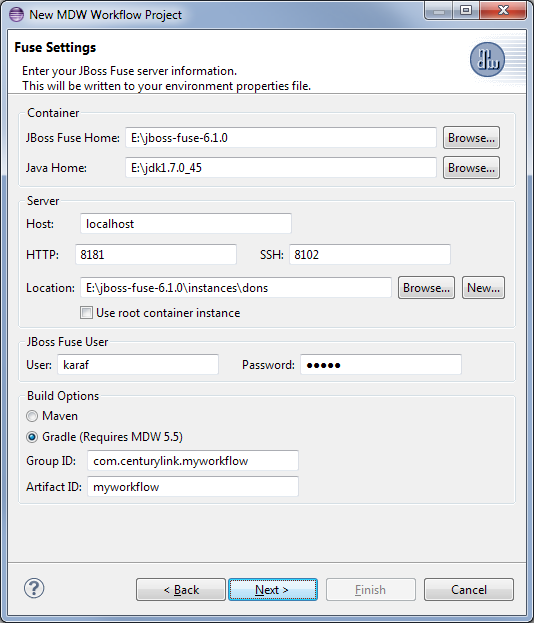 New MDW Workflow Project
Fuse Settings
Enter your JBoss Fuse server information.
This will be written to your environment properties file.
mdw
Container
JBoss Fuse Home: E:\jboss-fuse-6.1.0 Browse...
Java Home: E:\jdk1.7.0_45 Browse...
Server
Host: localhost
HTTP: 8181 SSH: 8102
Location: E:\jboss-fuse-6.1.0\instances\dons Browse... New...
Use root container instance
JBoss Fuse User
User: karaf Password: ●●●●●
Build Options
Maven
Gradle (Requires MDW 5.5)
Group ID: com.centurylink.myworkflow
Artifact ID: myworkflow
? < Back Next > Finish Cancel